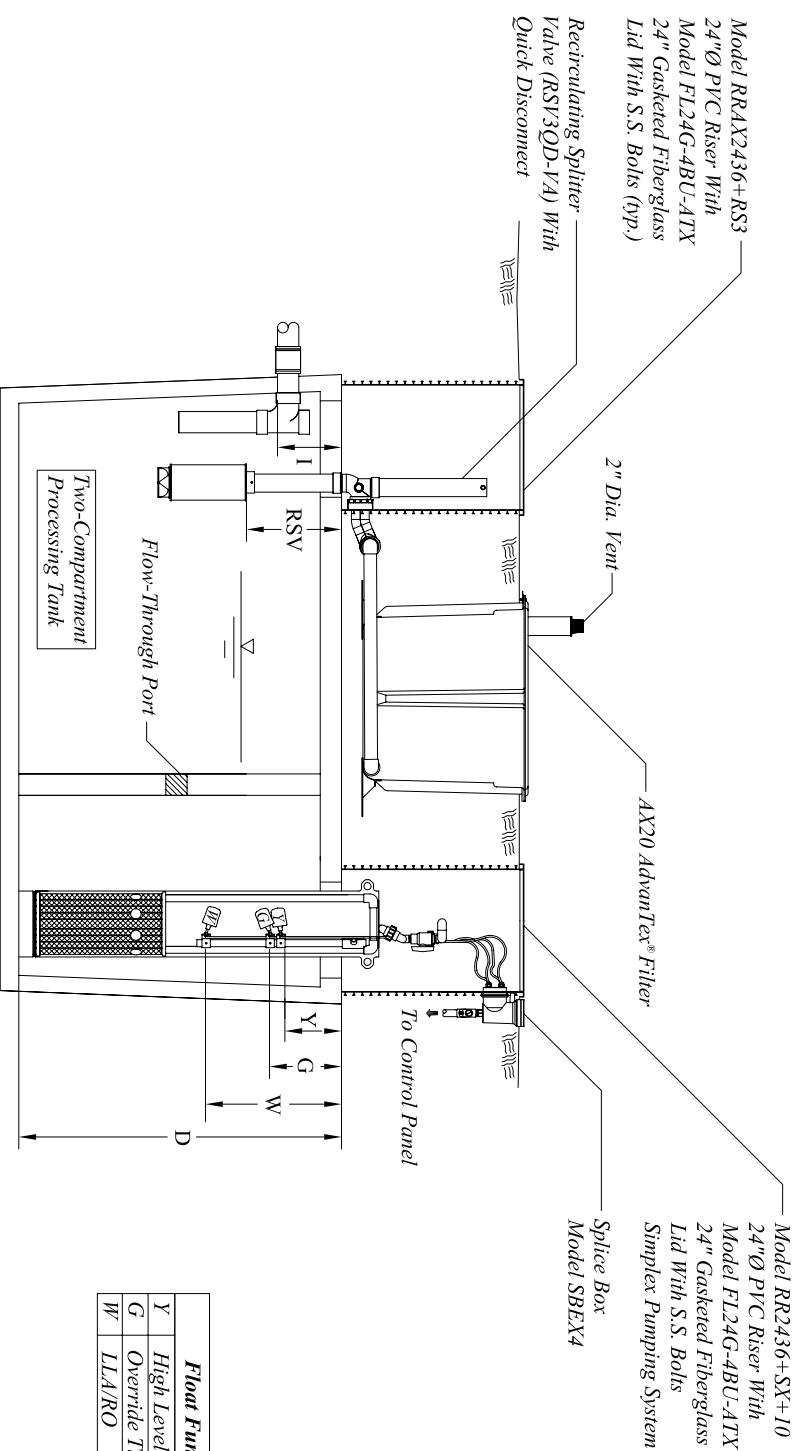 Model RRAX2436+RS3
24"Ø PVC Riser With
Model FL24G-4BU-ATX
24" Gasketed Fiberglass
Lid With S.S. Bolts (typ.)
Recirculating Splitter
Valve (RSV3QD-VA) With
Quick Disconnect
2" Dia. Vent
AX20 AdvanTex® Filter
Model RR2436+SX+10
24"Ø PVC Riser With
Model FL24G-4BU-ATX
24" Gasketed Fiberglass
Lid With S.S. Bolts
Simplex Pumping System
Splice Box
Model SBEX4
To Control Panel
I
RSV
Two-Compartment
Processing Tank
Flow-Through Port
Y
G
W
Y
G
W
D
Float Fun
Y High Level
G Override T
W LLA/RO